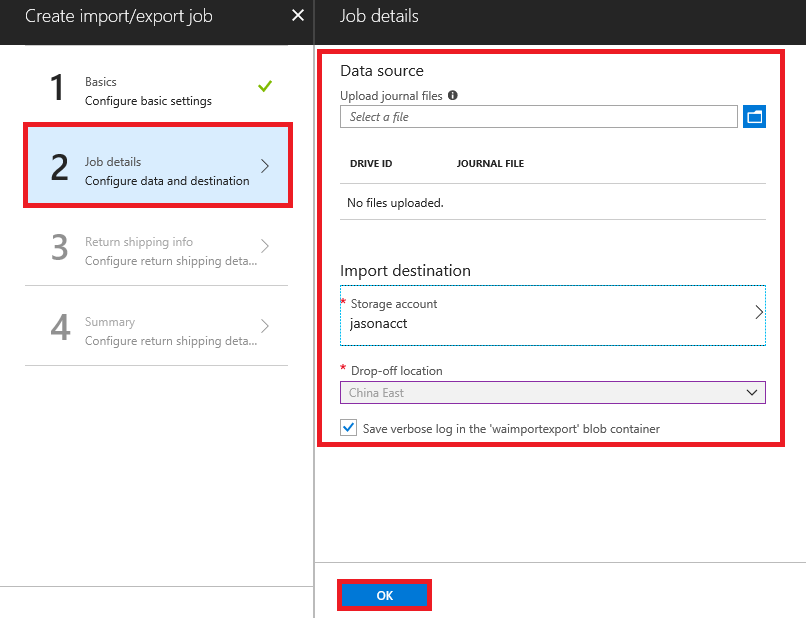 Create import/export job
1
Basics
Configure basic settings
2
Job details
Configure data and destination
3
Return shipping info
Configure return shipping deta...
4
Summary
Configure return shipping deta...
Job details
Data source
Upload journal files
Select a file
DRIVE ID JOURNAL FILE
No files uploaded.
Import destination
* Storage account
jasonacct
* Drop-off location
China East
Save verbose log in the 'waimportexport' blob container
OK